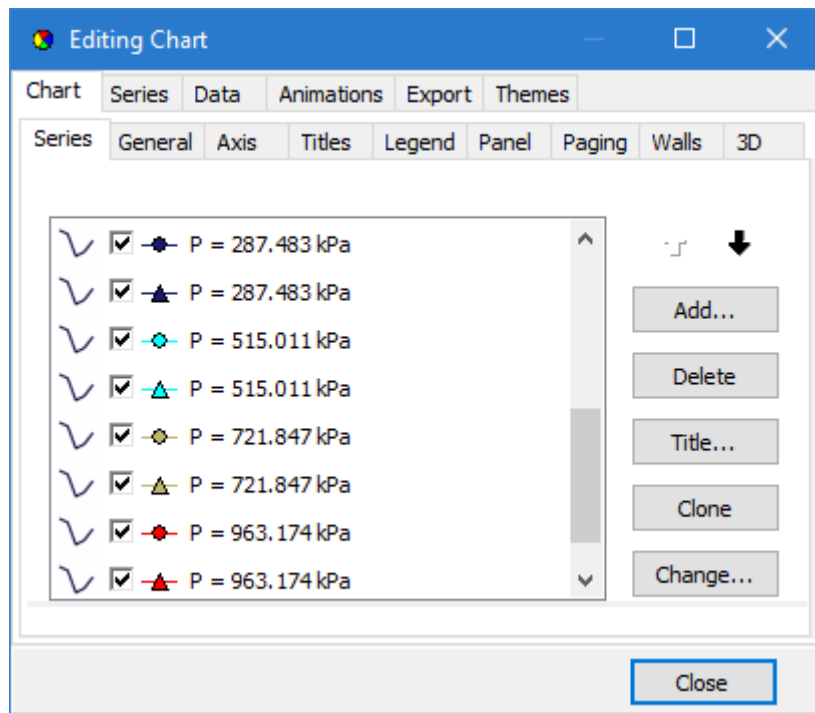 Editing Chart
Chart Series Data Animations Export Themes
Series General Axis Titles Legend Panel Paging Walls 3D
P = 287.483 kPa
P = 287.483 kPa
Add...
P = 515.011 kPa
Delete
P = 515.011 kPa
P = 721.847 kPa
Title...
P = 721.847 kPa
Clone
P = 963.174 kPa
P = 963.174 kPa
Change...
Close